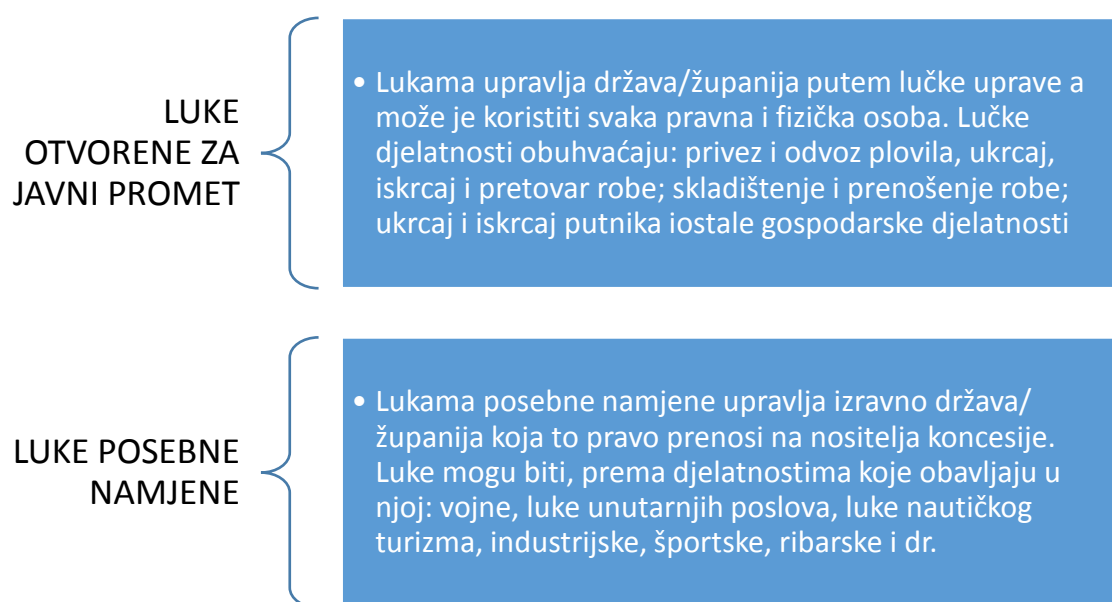 LUKE
OTVORENE ZA
JAVNI PROMET
• Lukama upravlja država/županija putem lučke uprave a
može je koristiti svaka pravna i fizička osoba. Lučke
djelatnosti obuhvaćaju: privez i odvoz plovila, ukrcaj,
iskrcaj i pretovar robe; skladištenje i prenošenje robe;
ukrcaj i iskrcaj putnika iostale gospodarske djelatnosti
LUKE POSEBNE
NAMJENE
• Lukama posebne namjene upravlja izravno država/
županija koja to pravo prenosi na nositelja koncesije.
Luke mogu biti, prema djelatnostima koje obavljaju u
njoj: vojne, luke unutarnjih poslova, luke nautičkog
turizma, industrijske, športske, ribarske i dr.